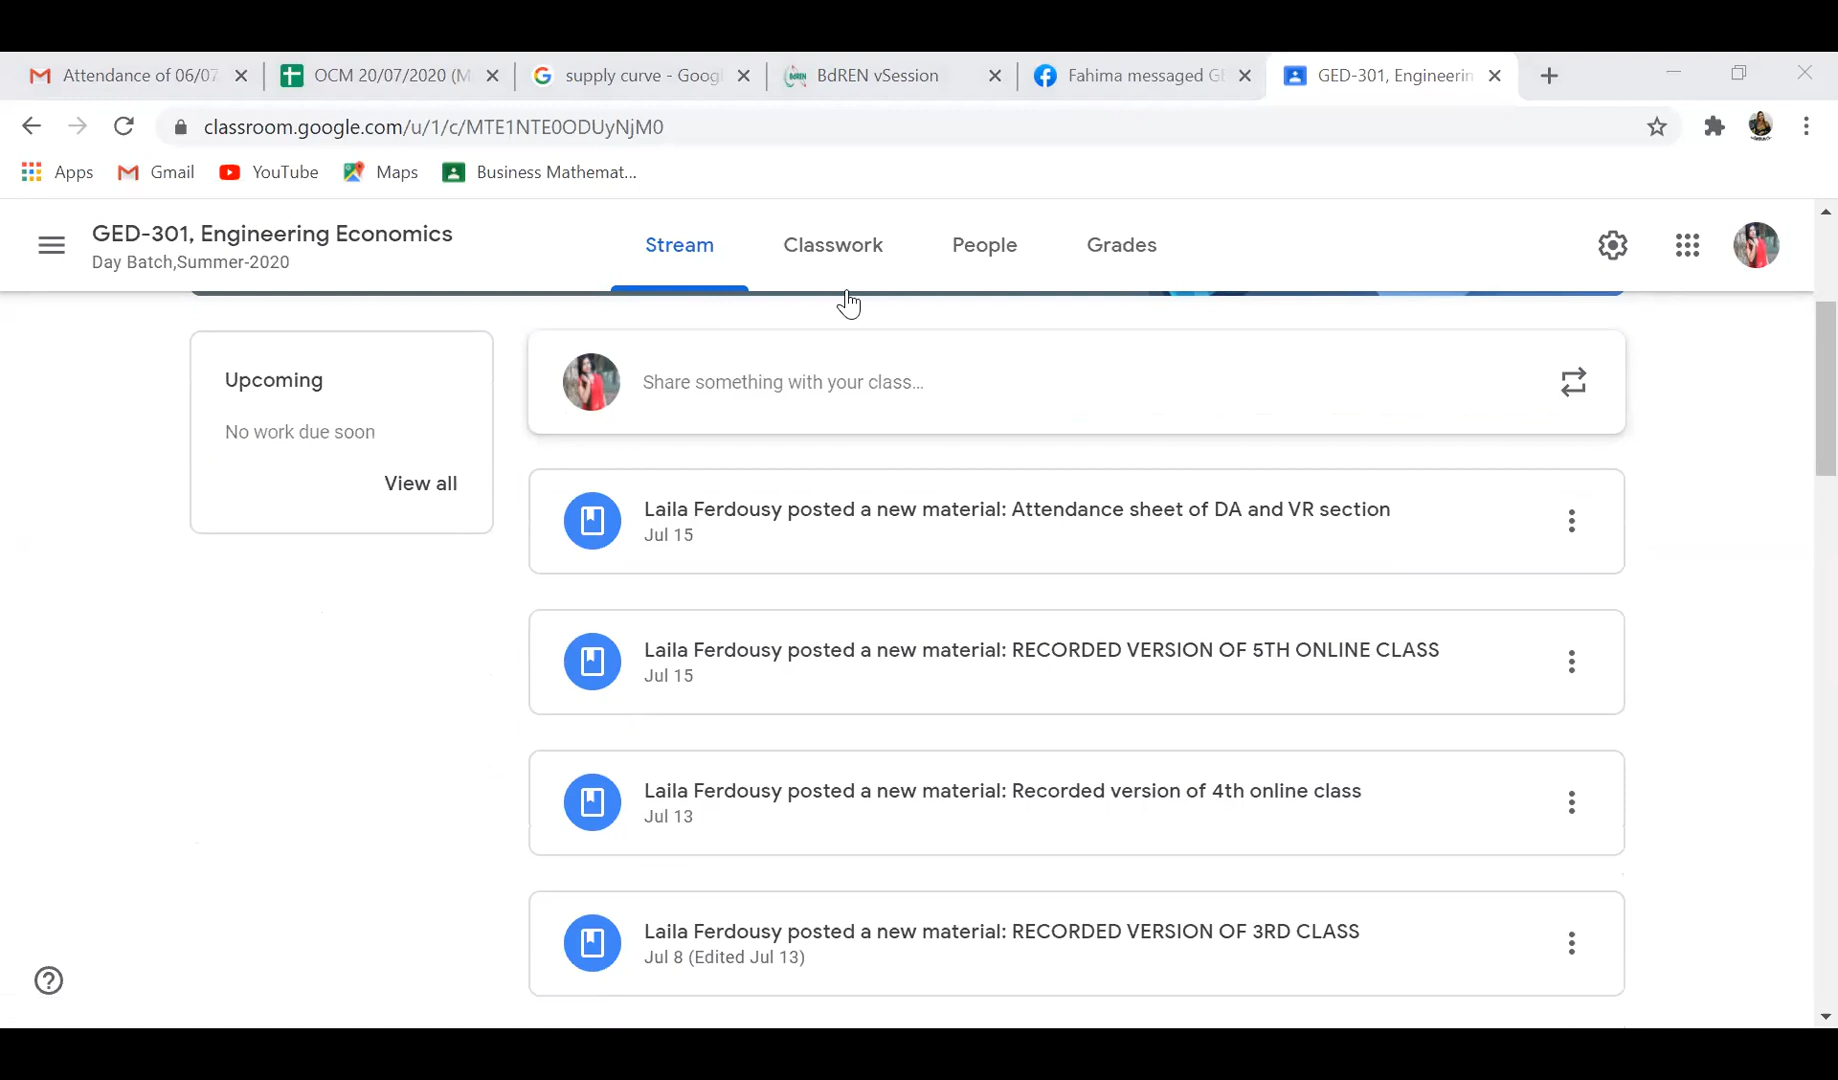 Attendance of 06/07
OCM 20/07/2020 (M
supply curve - Googl
BdREN vSession
Fahima messaged GE
GED-301, Engineerin
classroom.google.com/u/1/c/MTE1NTE0ODUyNjM0
Apps
Gmail
YouTube
Maps
Business Mathemat...
GED-301, Engineering Economics
Day Batch,Summer-2020
Stream
Classwork
People
Grades
Upcoming
No work due soon
View all
Share something with your class...
Laila Ferdousy posted a new material: Attendance sheet of DA and VR section
Jul 15
Laila Ferdousy posted a new material: RECORDED VERSION OF 5TH ONLINE CLASS
Jul 15
Laila Ferdousy posted a new material: Recorded version of 4th online class
Jul 13
Laila Ferdousy posted a new material: RECORDED VERSION OF 3RD CLASS
Jul 8 (Edited Jul 13)